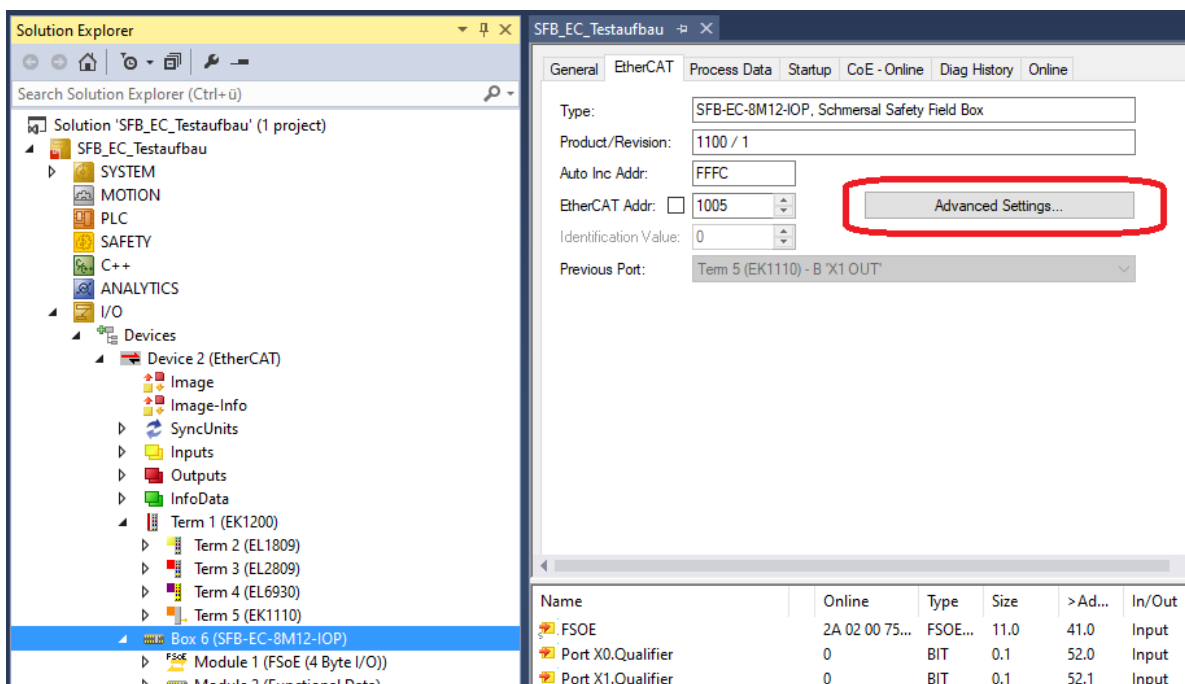 Solution Explorer
Search Solution Explorer (Ctrl+ü)
Solution 'SFB_EC_Testaufbau' (1 project)
SFB_EC_Testaufbau
SYSTEM
MOTION
PLC
SAFETY
C++
ANALYTICS
I/O
Devices
Device 2 (EtherCAT)
Image
Image-Info
SyncUnits
Inputs
Outputs
InfoData
Term 1 (EK1200)
Term 2 (EL1809)
Term 3 (EL2809)
Term 4 (EL6930)
Term 5 (EK1110)
Box 6 (SFB-EC-8M12-IOP)
FSoE
Module 1 (FSoE (4 Byte I/O))
Module 2 (Functional Data)
SFB_EC_Testaufbau
General EtherCAT Process Data Startup CoE - Online Diag History Online
Type: SFB-EC-8M12-IOP, Schmersal Safety Field Box
Product/Revision: 1100 / 1
Auto Inc Addr: FFFC
EtherCAT Addr: 1005 Advanced Settings...
Identification Value: 0
Previous Port: Term 5 (EK1110) - B 'X1 OUT'
Name Online Type Size >Ad... In/Out
FSOE 2A 02 00 75... FSOE... 11.0 41.0 Input
Port X0.Qualifier 0 BIT 0.1 52.0 Input
Port X1.Qualifier 0 BIT 0.1 52.1 Input